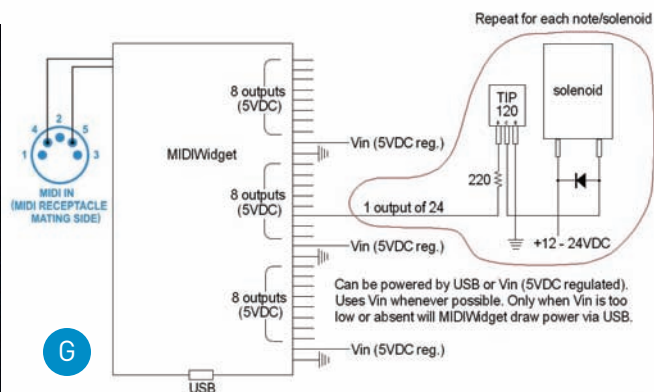 Repeat for each note/solenoid
8 outputs
(5VDC)
TIP
120
solenoid
4
2
5
1
3
MIDI IN
(MIDI RECEPTACLE
MATING SIDE)
MIDIWidget
Vin (5VDC reg.)
8 outputs
(5VDC)
220
1 output of 24
+12 - 24VDC
Vin (5VDC reg.)
8 outputs
(5VDC)
Can be powered by USB or Vin (5VDC regulated).
Uses Vin whenever possible. Only when Vin is too
low or absent will MIDIWidget draw power via USB.
Vin (5VDC reg.)
G
USB